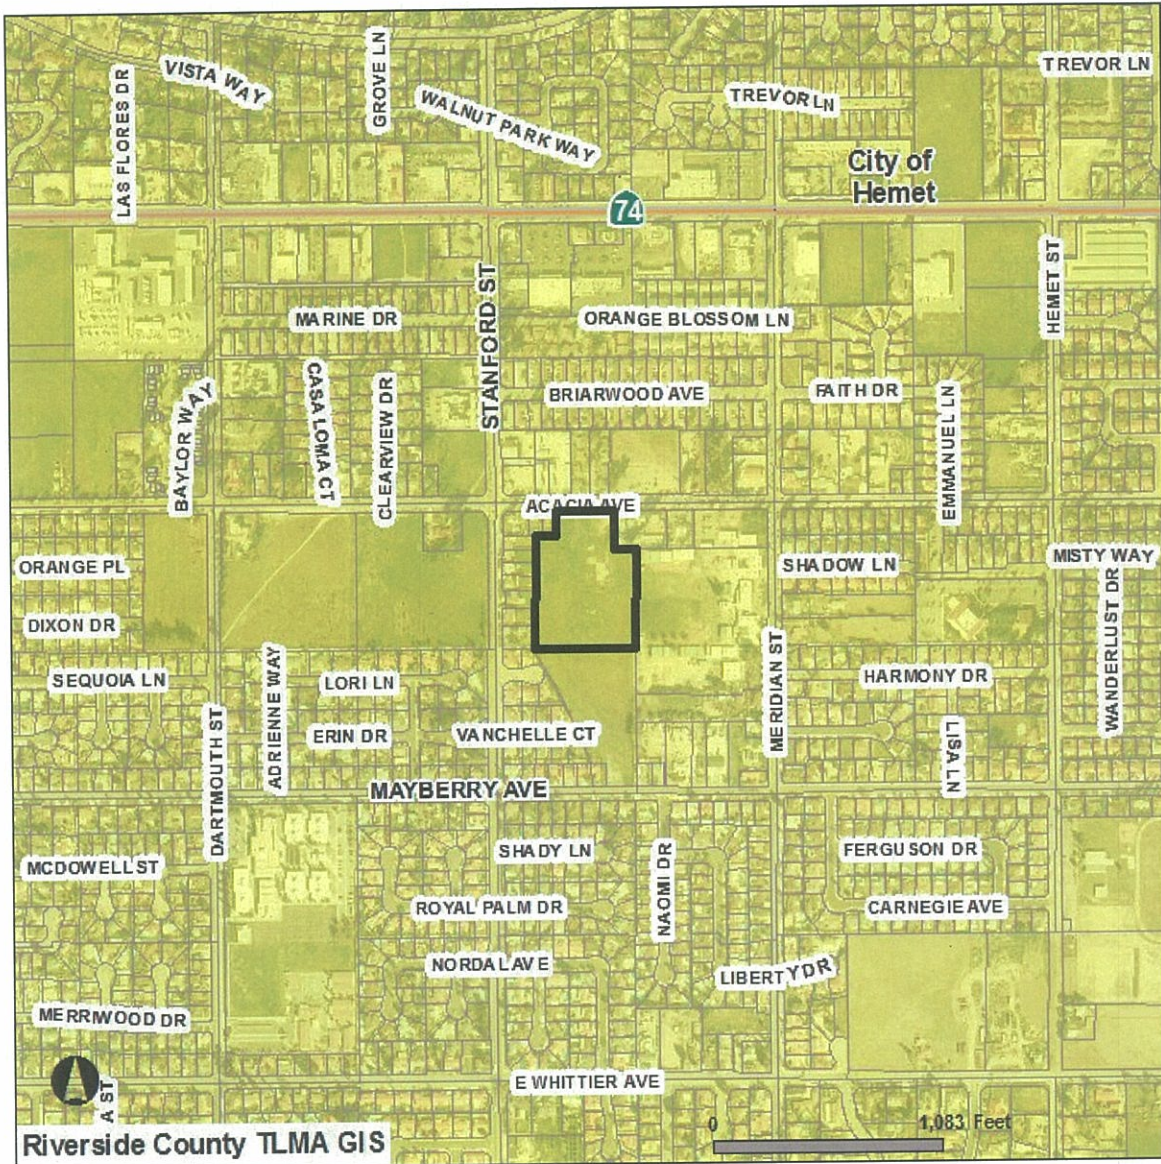 GROVE LN
VISTA WAY
TREVOR LN
LAS FLORES DR
WALNUT PARK WAY
TREVOR LN
City of
Hemet
74
STANFORD ST
HEMET ST
MARINE DR
ORANGE BLOSSOM LN
BAYLOR WAY
CASA LOMA CT
CLEARVIEW DR
BRIARWOOD AVE
FAITH DR
EMMANUEL LN
ACACIA AVE
ORANGE PL
SHADOW LN
MISTY WAY
WANDERLUST DR
DIXON DR
SEQUOIA LN
ADRIENNE WAY
LORI LN
MERIDIAN ST
HARMONY DR
DARTMOUTH ST
ERIN DR
VANCHELLE CT
LISA LN
MAYBERRY AVE
MCDOWELL ST
SHADY LN
NAOMI DR
FERGUSON DR
ROYAL PALM DR
CARNEGIE AVE
NORDAL AVE
LIBERTY DR
MERRIWOOD DR
A ST
E WHITTIER AVE
0 1,083 Feet
Riverside County TLMA GIS